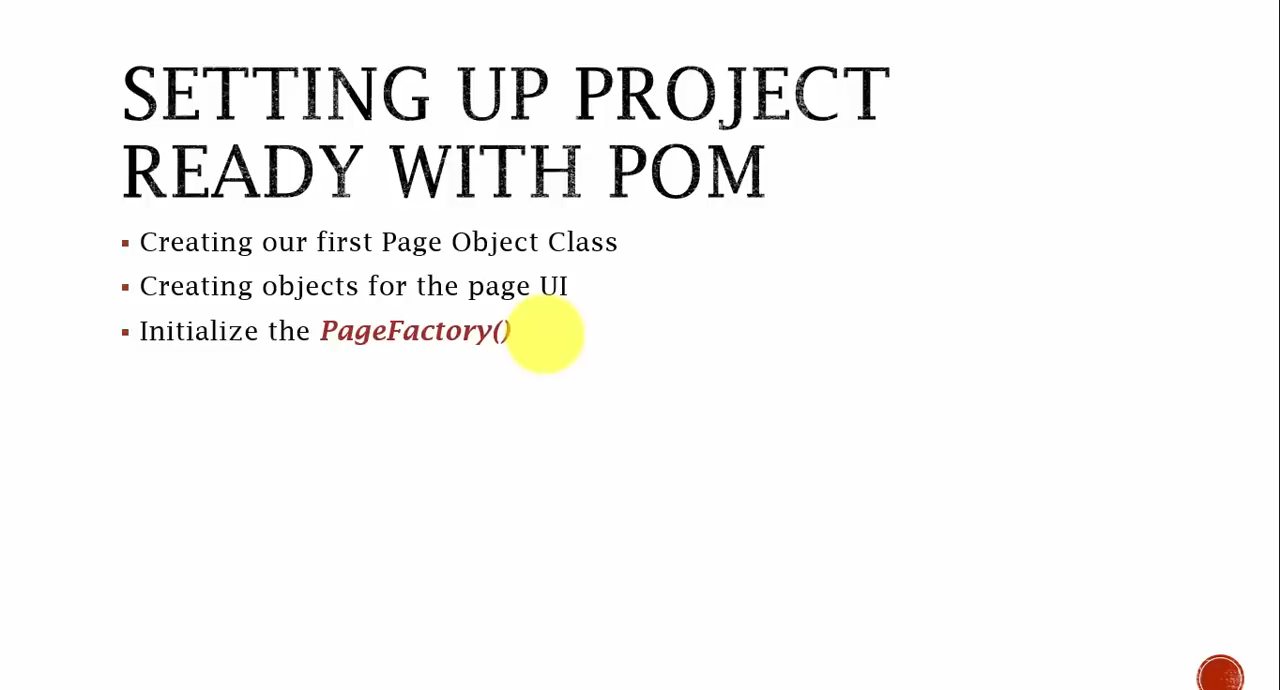 SETTING UP PROJECT
READY WITH POM
▪ Creating our first Page Object Class
▪ Creating objects for the page UI
▪ Initialize the PageFactory()